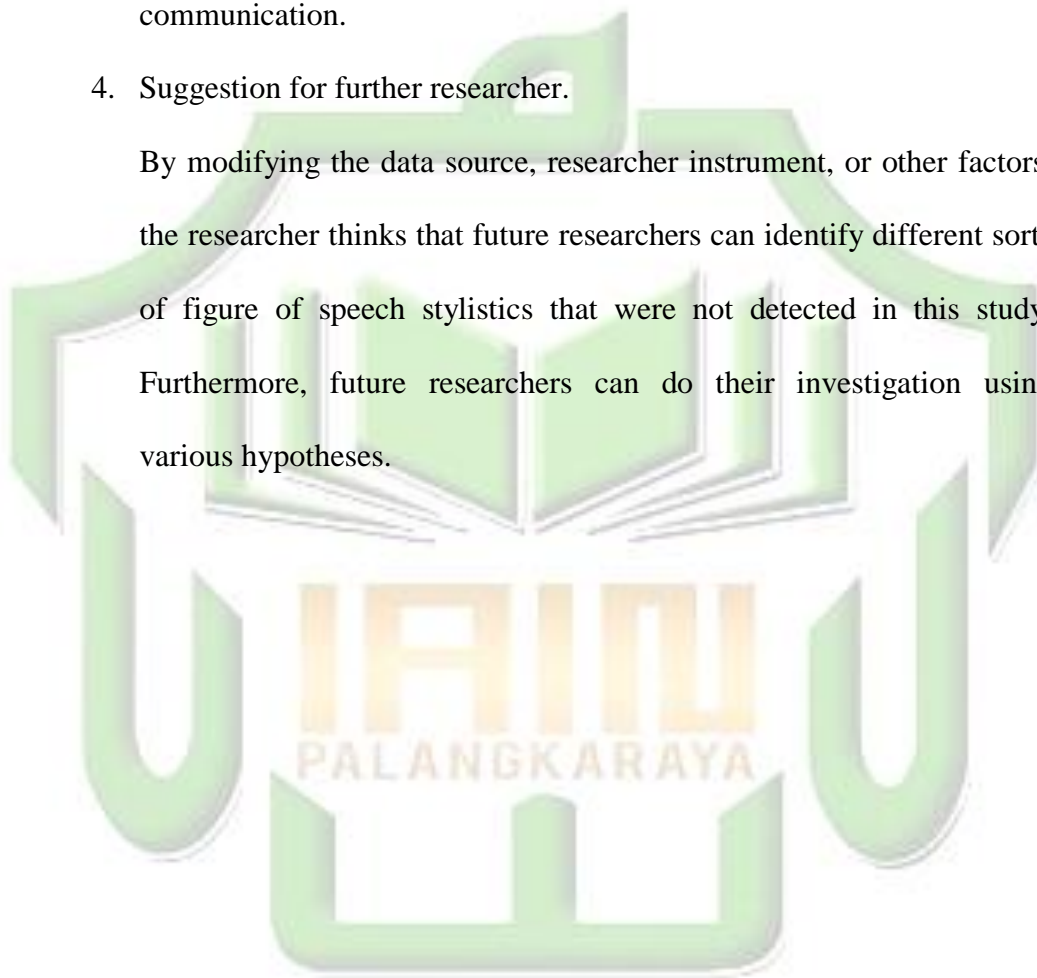 communication.
4. Suggestion for further researcher.
By modifying the data source, researcher instrument, or other factors
the researcher thinks that future researchers can identify different sort
of figure of speech stylistics that were not detected in this study
Furthermore, future researchers can do their investigation usin
various hypotheses.
IAIN
PALANGKARAYA